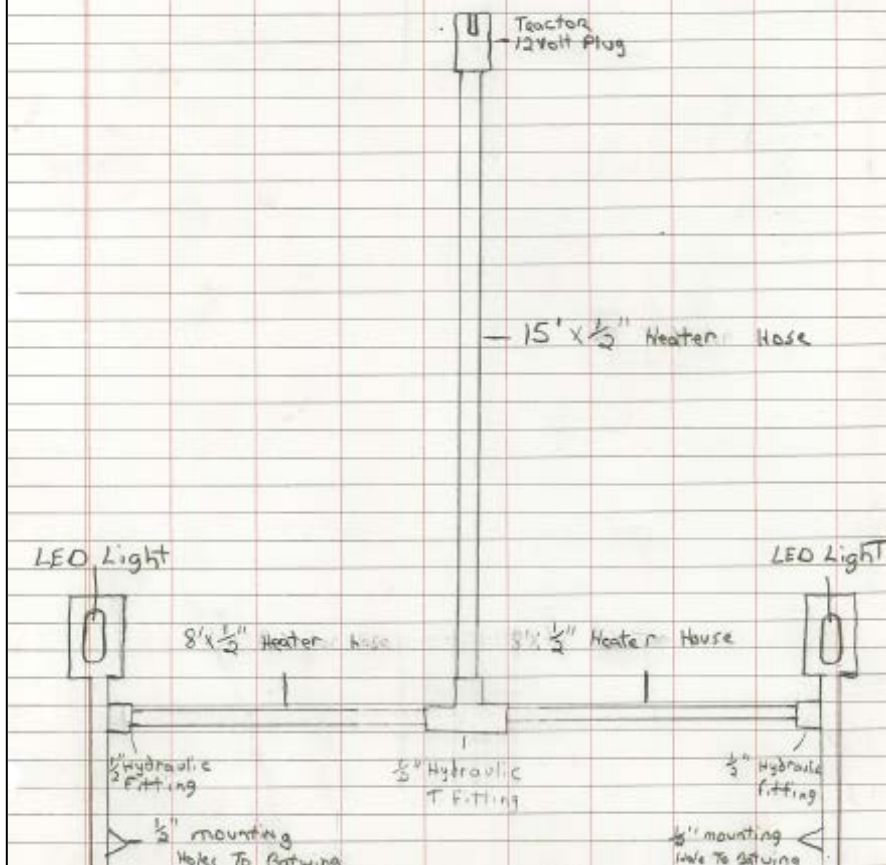 Tractor
12 Volt Plug
15' x 1/2" Heater Hose
LED Light
LED Light
8' x 1/2" Heater hose
8' x 1/2" Heater House
1/2" Hydraulic
Fitting
1/2" Hydraulic
T Fitting
1/2" Hydraulic
fitting
1/2" mounting
Holes To Batwing
1/2" mounting
Hole To Batwing